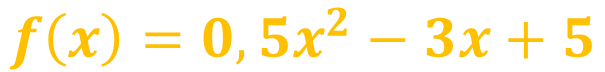 f(x) = 0,5x² − 3x + 5